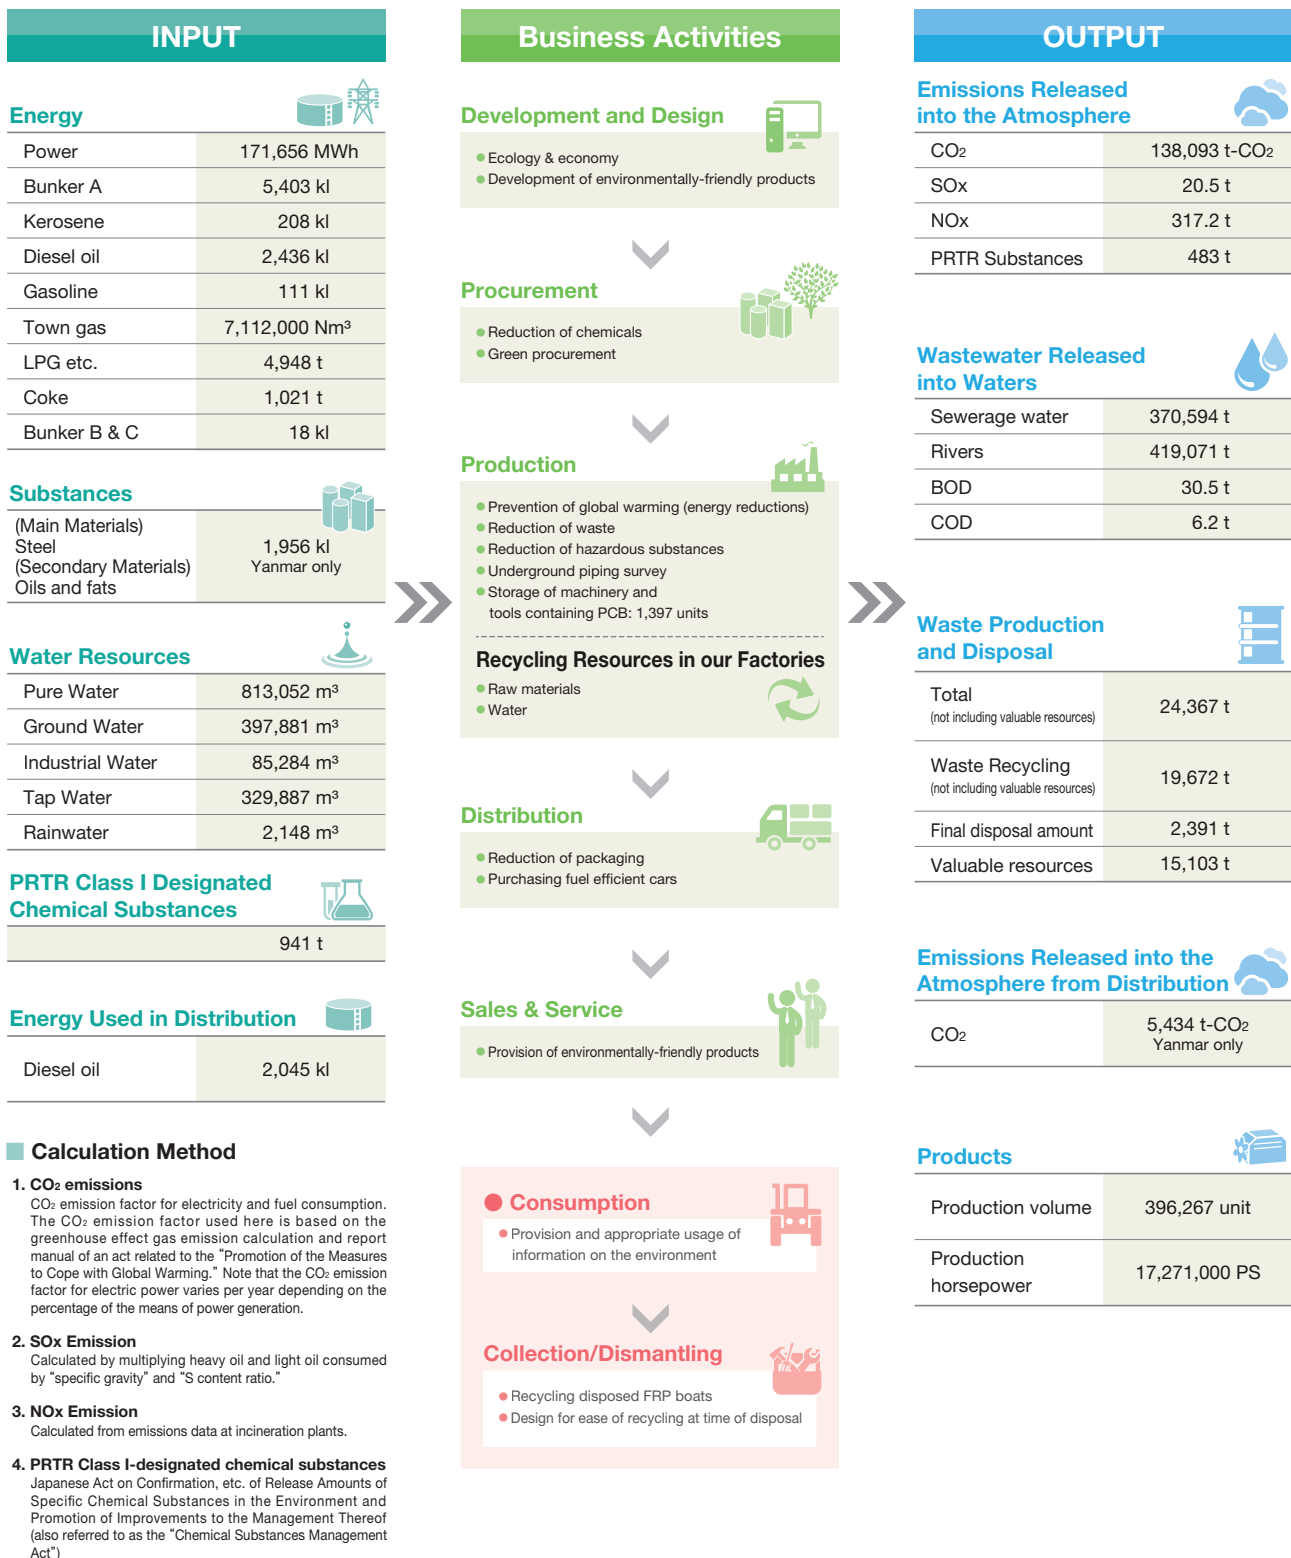 INPUT
Energy
Power 171,656 MWh
Bunker A 5,403 kl
Kerosene 208 kl
Diesel oil 2,436 kl
Gasoline 111 kl
Town gas 7,112,000 Nm³
LPG etc. 4,948 t
Coke 1,021 t
Bunker B & C 18 kl
Substances
(Main Materials)
Steel 1,956 kl
(Secondary Materials) Yanmar only
Oils and fats
Water Resources
Pure Water 813,052 m³
Ground Water 397,881 m³
Industrial Water 85,284 m³
Tap Water 329,887 m³
Rainwater 2,148 m³
PRTR Class I Designated
Chemical Substances
941 t
Energy Used in Distribution
Diesel oil 2,045 kl
Calculation Method
1. CO₂ emissions
CO₂ emission factor for electricity and fuel consumption.
The CO₂ emission factor used here is based on the
greenhouse effect gas emission calculation and report
manual of an act related to the “Promotion of the Measures
to Cope with Global Warming.” Note that the CO₂ emission
factor for electric power varies per year depending on the
percentage of the means of power generation.
2. SOx Emission
Calculated by multiplying heavy oil and light oil consumed
by “specific gravity” and “S content ratio.”
3. NOx Emission
Calculated from emissions data at incineration plants.
4. PRTR Class I-designated chemical substances
Japanese Act on Confirmation, etc. of Release Amounts of
Specific Chemical Substances in the Environment and
Promotion of Improvements to the Management Thereof
(also referred to as the “Chemical Substances Management
Act”)
Business Activities
Development and Design
● Ecology & economy
● Development of environmentally-friendly products
Procurement
● Reduction of chemicals
● Green procurement
Production
● Prevention of global warming (energy reductions)
● Reduction of waste
● Reduction of hazardous substances
● Underground piping survey
● Storage of machinery and
tools containing PCB: 1,397 units
Recycling Resources in our Factories
● Raw materials
● Water
Distribution
● Reduction of packaging
● Purchasing fuel efficient cars
Sales & Service
● Provision of environmentally-friendly products
● Consumption
● Provision and appropriate usage of
information on the environment
Collection/Dismantling
● Recycling disposed FRP boats
● Design for ease of recycling at time of disposal
OUTPUT
Emissions Released
into the Atmosphere
CO₂ 138,093 t-CO₂
SOx 20.5 t
NOx 317.2 t
PRTR Substances 483 t
Wastewater Released
into Waters
Sewerage water 370,594 t
Rivers 419,071 t
BOD 30.5 t
COD 6.2 t
Waste Production
and Disposal
Total 24,367 t
(not including valuable resources)
Waste Recycling 19,672 t
(not including valuable resources)
Final disposal amount 2,391 t
Valuable resources 15,103 t
Emissions Released into the
Atmosphere from Distribution
CO₂ 5,434 t-CO₂
Yanmar only
Products
Production volume 396,267 unit
Production
horsepower 17,271,000 PS